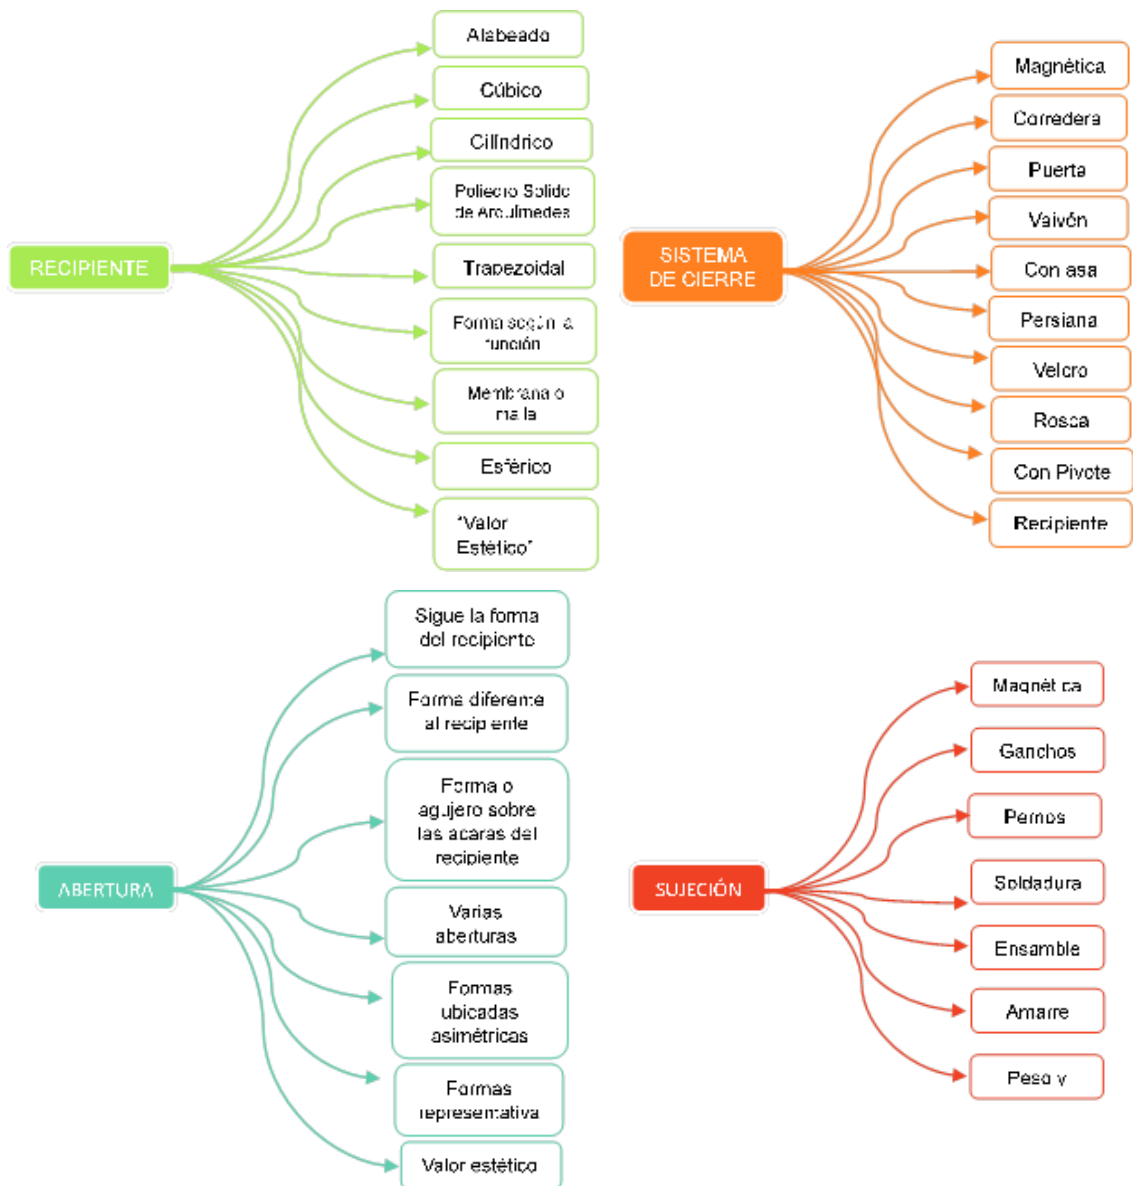 RECIPIENTE
Alabeado
Cúbico
Cilíndrico
Poliedro Solido
de Arquímedes
Trapezoidal
Forma según la
función
Membrana o
malla
Esférico
"Valor
Estético"
SISTEMA
DE CIERRE
Magnética
Corredera
Puerta
Vaivén
Con asa
Persiana
Velcro
Rosca
Con Pivote
Recipiente
ABERTURA
Sigue la forma
del recipiente
Forma diferente
al recipiente
Forma o
agujero sobre
las acaras del
recipiente
Varias
aberturas
Formas
ubicadas
asimétricas
Formas
representativa
Valor estético
SUJECIÓN
Magnética
Ganchos
Pernos
Soldadura
Ensamble
Amarre
Peso y